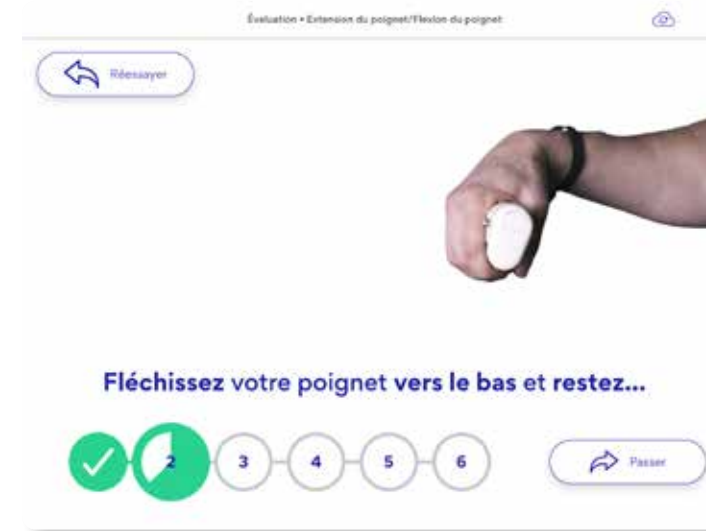 Évaluation • Extension du poignet/Flexion du poignet
Réessayer
Fléchissez votre poignet vers le bas et restez...
2
3
4
5
6
Passer